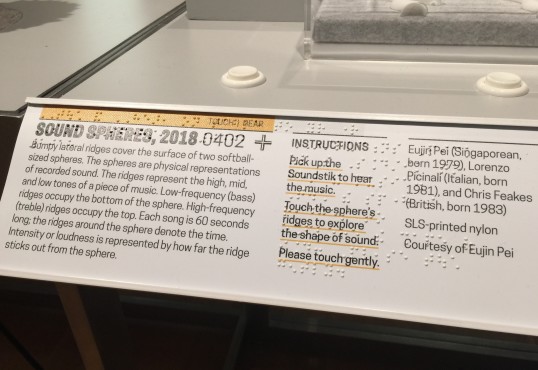 TOUCH | HEAR
SOUND SPHERES, 2018 0402
Bumpy lateral ridges cover the surface of two softball-
sized spheres. The spheres are physical representations
of recorded sound. The ridges represent the high, mid,
and low tones of a piece of music. Low-frequency (bass)
ridges occupy the bottom of the sphere. High-frequency
(treble) ridges occupy the top. Each song is 60 seconds
long; the ridges around the sphere denote the time.
Intensity or loudness is represented by how far the ridge
sticks out from the sphere.
INSTRUCTIONS
Pick up the
Soundstik to hear
the music.
Touch the sphere's
ridges to explore
the shape of sound.
Please touch gently.
Eujin Pei (Singaporean,
born 1979), Lorenzo
Picinali (Italian, born
1981), and Chris Feakes
(British, born 1983)
SLS-printed nylon
Courtesy of Eujin Pei